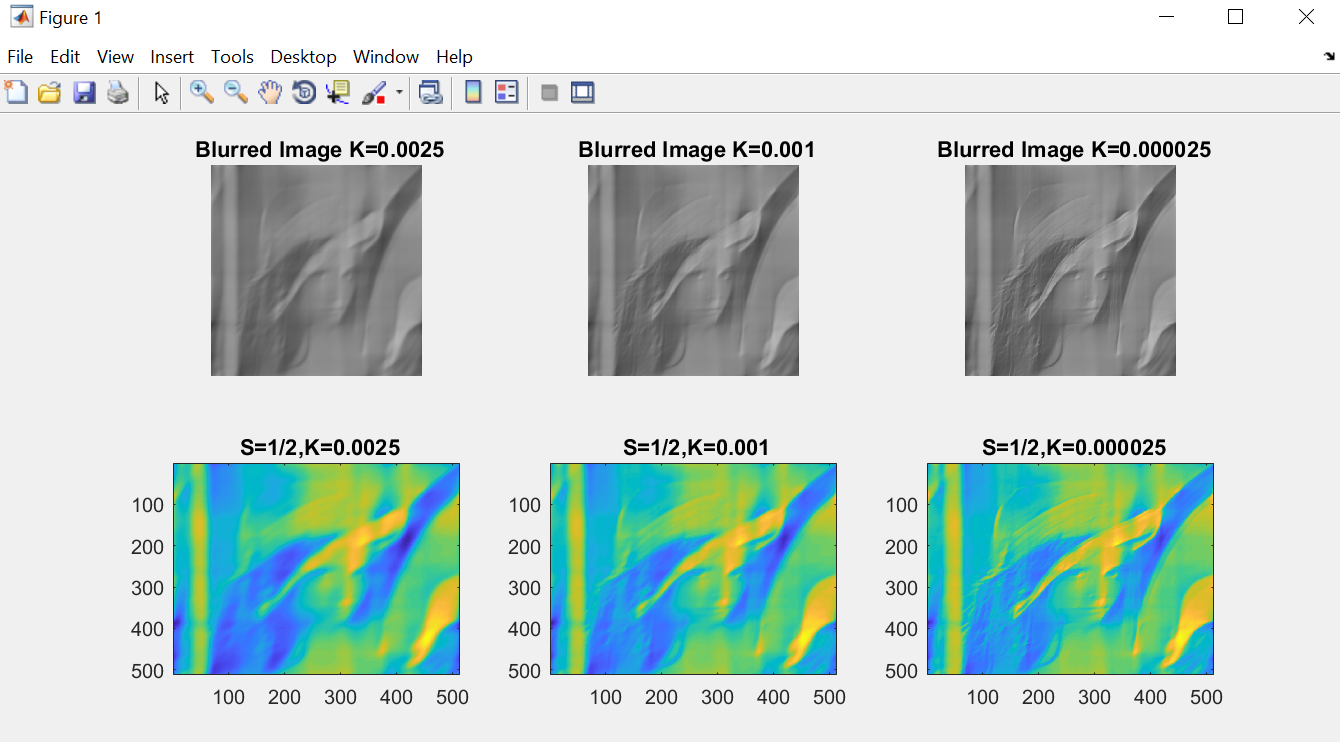 Figure 1
File Edit View Insert Tools Desktop Window Help
Blurred Image K=0.0025 Blurred Image K=0.001 Blurred Image K=0.000025
S=1/2,K=0.0025 S=1/2,K=0.001 S=1/2,K=0.000025
100 100 100
200 200 200
300 300 300
400 400 400
500 500 500
100 200 300 400 500 100 200 300 400 500 100 200 300 400 500